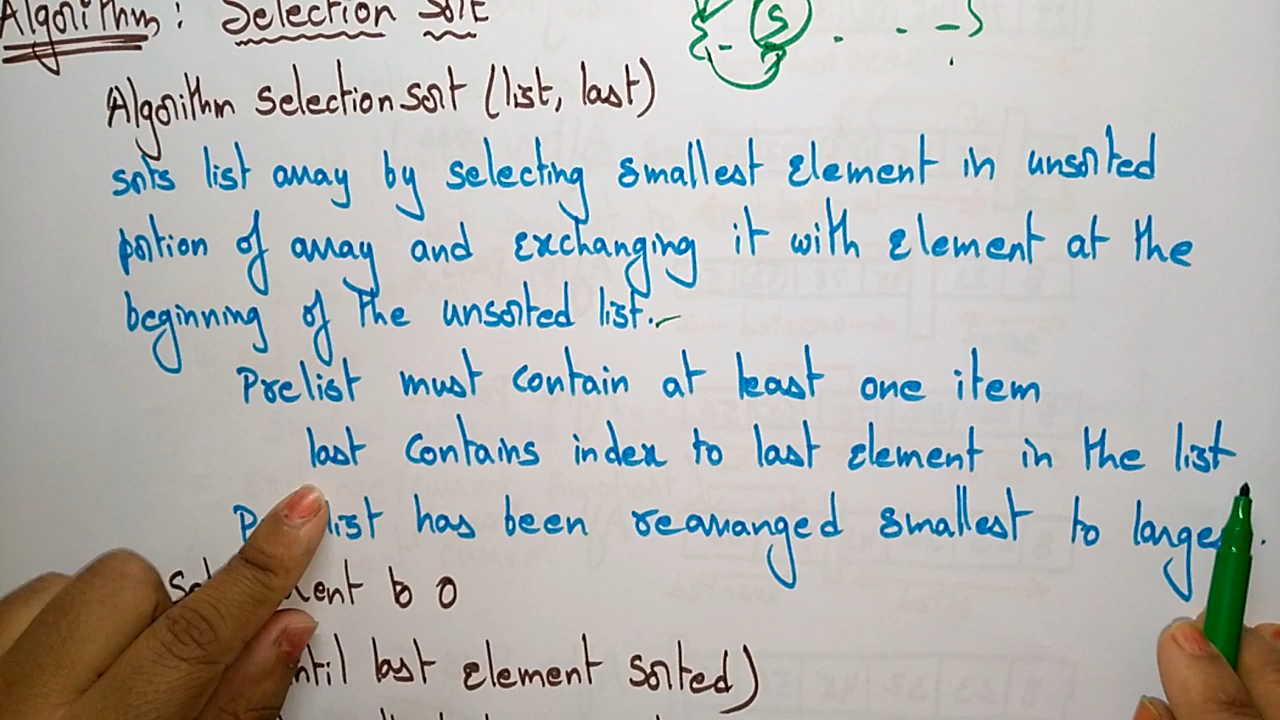 Algorithm: Selection Sort
{ - S . . . - }
Algorithm selection sort (list, last)
sorts list array by selecting smallest element in unsorted
portion of array and exchanging it with element at the
beginning of the unsorted list.
Prelist must contain at least one item
last contains index to last element in the list
list has been rearranged smallest to large
to 0
last element sorted)